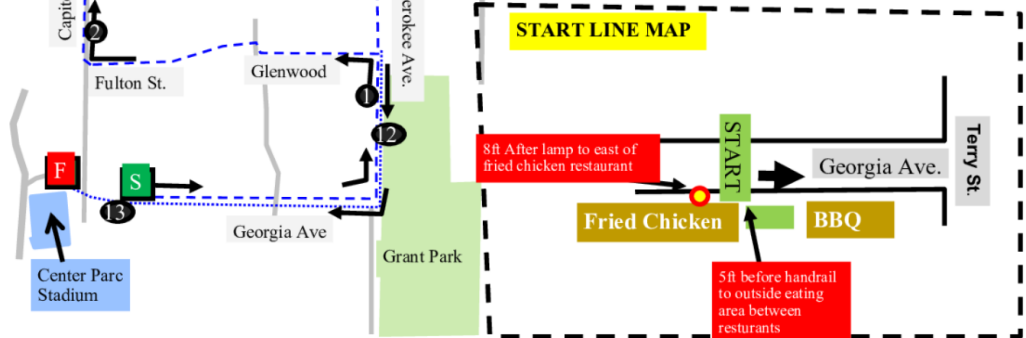 Capito
2
Fulton St.
Glenwood
erokee Ave.
1
12
F
S
13
Georgia Ave
Grant Park
Center Parc
Stadium
START LINE MAP
8ft After lamp to east of
fried chicken restaurant
START
Georgia Ave.
Terry St.
Fried Chicken
BBQ
5ft before handrail
to outside eating
area between
resturants